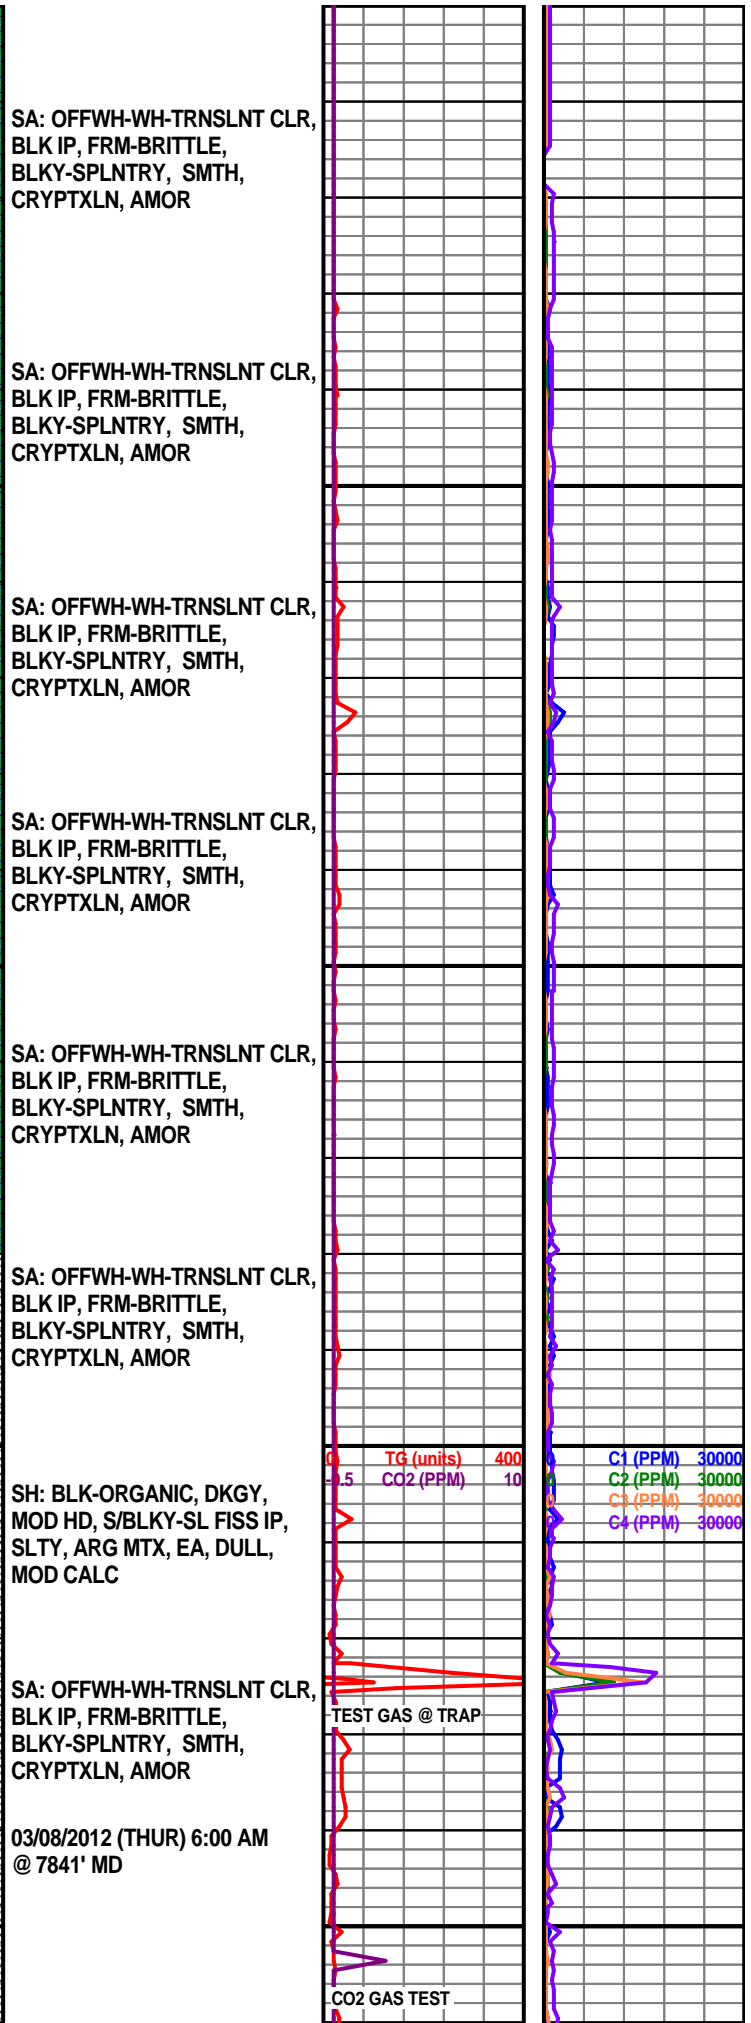 SA: OFFWH-WH-TRNSLNT CLR,
BLK IP, FRM-BRITTLE,
BLKY-SPLNTRY, SMTH,
CRYPTXLN, AMOR
SA: OFFWH-WH-TRNSLNT CLR,
BLK IP, FRM-BRITTLE,
BLKY-SPLNTRY, SMTH,
CRYPTXLN, AMOR
SA: OFFWH-WH-TRNSLNT CLR,
BLK IP, FRM-BRITTLE,
BLKY-SPLNTRY, SMTH,
CRYPTXLN, AMOR
SA: OFFWH-WH-TRNSLNT CLR,
BLK IP, FRM-BRITTLE,
BLKY-SPLNTRY, SMTH,
CRYPTXLN, AMOR
SA: OFFWH-WH-TRNSLNT CLR,
BLK IP, FRM-BRITTLE,
BLKY-SPLNTRY, SMTH,
CRYPTXLN, AMOR
SA: OFFWH-WH-TRNSLNT CLR,
BLK IP, FRM-BRITTLE,
BLKY-SPLNTRY, SMTH,
CRYPTXLN, AMOR
0 TG (units) 400
-0.5 CO2 (PPM) 10
0 C1 (PPM) 30000
0 C2 (PPM) 30000
0 C3 (PPM) 30000
0 C4 (PPM) 30000
SH: BLK-ORGANIC, DKGY,
MOD HD, S/BLKY-SL FISS IP,
SLTY, ARG MTX, EA, DULL,
MOD CALC
SA: OFFWH-WH-TRNSLNT CLR,
BLK IP, FRM-BRITTLE,
BLKY-SPLNTRY, SMTH,
CRYPTXLN, AMOR
TEST GAS @ TRAP
03/08/2012 (THUR) 6:00 AM
@ 7841' MD
CO2 GAS TEST